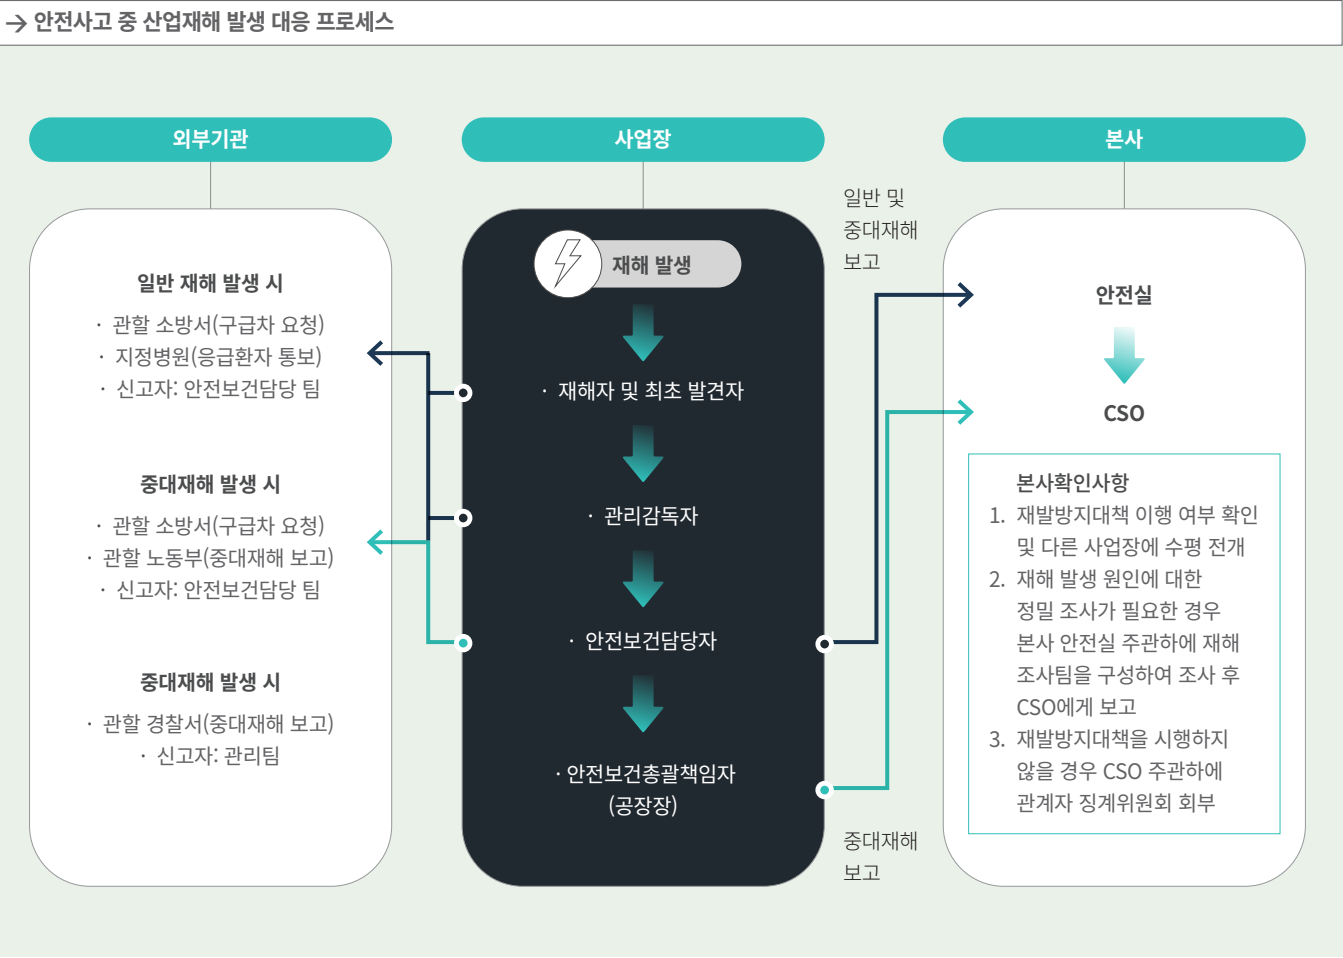 → 안전사고 중 산업재해 발생 대응 프로세스
외부기관
일반 재해 발생 시
· 관할 소방서(구급차 요청)
· 지정병원(응급환자 통보)
· 신고자: 안전보건담당 팀
중대재해 발생 시
· 관할 소방서(구급차 요청)
· 관할 노동부(중대재해 보고)
· 신고자: 안전보건담당 팀
중대재해 발생 시
· 관할 경찰서(중대재해 보고)
· 신고자: 관리팀
사업장
재해 발생
· 재해자 및 최초 발견자
· 관리감독자
· 안전보건담당자
· 안전보건총괄책임자
(공장장)
일반 및
중대재해
보고
중대재해
보고
본사
안전실
CSO
본사확인사항
1. 재발방지대책 이행 여부 확인
및 다른 사업장에 수평 전개
2. 재해 발생 원인에 대한
정밀 조사가 필요한 경우
본사 안전실 주관하에 재해
조사팀을 구성하여 조사 후
CSO에게 보고
3. 재발방지대책을 시행하지
않을 경우 CSO 주관하에
관계자 징계위원회 회부